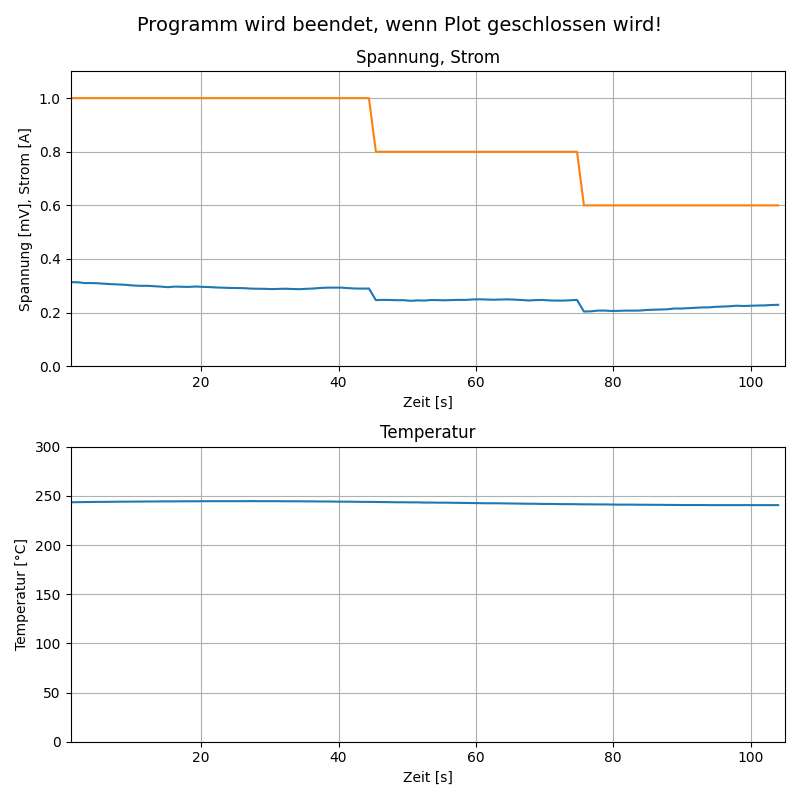 Programm wird beendet, wenn Plot geschlossen wird!
Spannung, Strom
1.0
0.8
0.6
0.4
0.2
0.0
Spannung [mV], Strom [A]
20 40 60 80 100
Zeit [s]
Temperatur
300
250
200
150
100
50
0
Temperatur [°C]
20 40 60 80 100
Zeit [s]